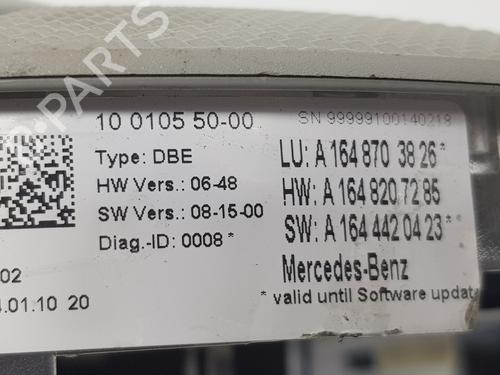 10 0105 50-00
SN 99999100140218
Type: DBE
HW Vers.: 06-48
SW Vers.: 08-15-00
Diag.-ID: 0008 *
LU: A 164 870 38 26 *
HW: A 164 820 72 85
SW: A 164 442 04 23 *
Mercedes-Benz
* valid until Software updat
02
4.01.10 20
B-PARTS